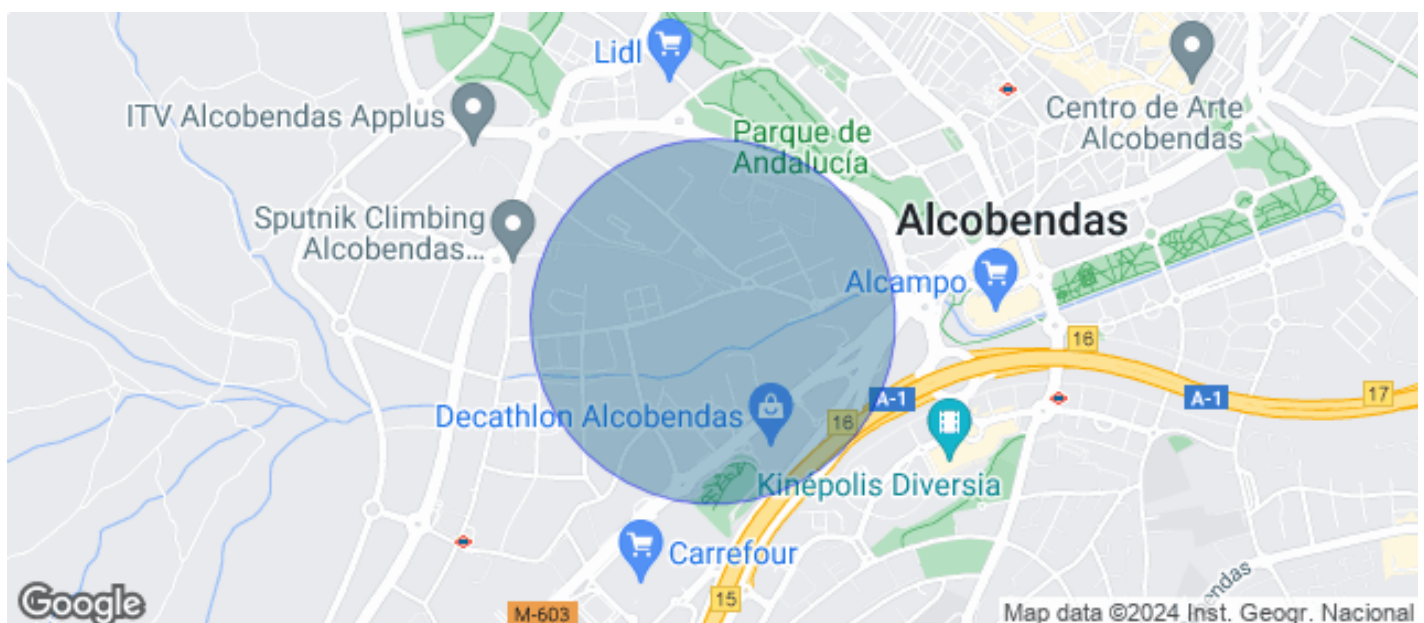 Lidl
ITV Alcobendas Applus
Centro de Arte
Alcobendas
Parque de
Andalucía
Sputnik Climbing
Alcobendas...
Alcobendas
Alcampo
16
A-1
A-1
17
Decathlon Alcobendas
16
Kinépolis Diversia
Carrefour
15
M-603
Google
Map data ©2024 Inst. Geogr. Nacional